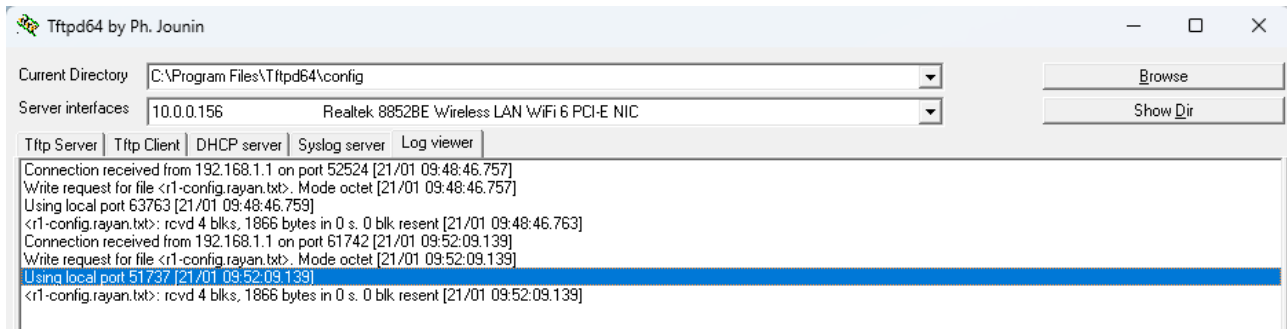 Tftpd64 by Ph. Jounin
Current Directory C:\Program Files\Tftpd64\config Browse
Server interfaces 10.0.0.156 Realtek 8852BE Wireless LAN WiFi 6 PCI-E NIC Show Dir
Tftp Server Tftp Client DHCP server Syslog server Log viewer
Connection received from 192.168.1.1 on port 52524 [21/01 09:48:46.757]
Write request for file <r1-config.rayan.txt>. Mode octet [21/01 09:48:46.757]
Using local port 63763 [21/01 09:48:46.759]
<r1-config.rayan.txt>: rcvd 4 blks, 1866 bytes in 0 s. 0 blk resent [21/01 09:48:46.763]
Connection received from 192.168.1.1 on port 61742 [21/01 09:52:09.139]
Write request for file <r1-config.rayan.txt>. Mode octet [21/01 09:52:09.139]
Using local port 51737 [21/01 09:52:09.139]
<r1-config.rayan.txt>: rcvd 4 blks, 1866 bytes in 0 s. 0 blk resent [21/01 09:52:09.139]